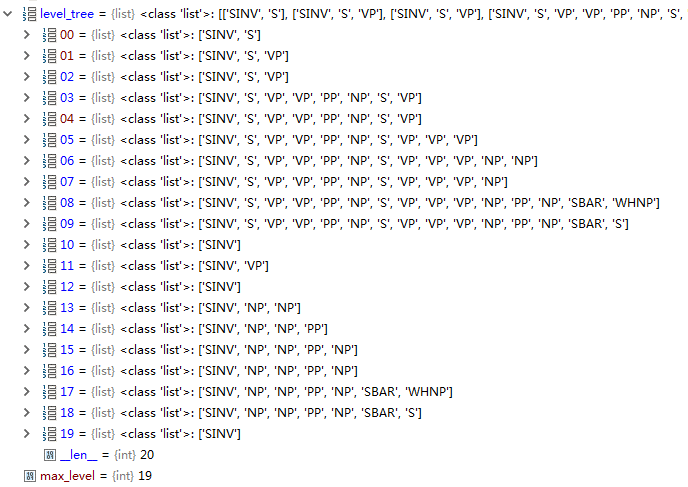 level_tree = {list} <class 'list'>: [['SINV', 'S'], ['SINV', 'S', 'VP'], ['SINV', 'S', 'VP'], ['SINV', 'S', 'VP', 'VP', 'PP', 'NP', 'S',
00 = {list} <class 'list'>: ['SINV', 'S']
01 = {list} <class 'list'>: ['SINV', 'S', 'VP']
02 = {list} <class 'list'>: ['SINV', 'S', 'VP']
03 = {list} <class 'list'>: ['SINV', 'S', 'VP', 'VP', 'PP', 'NP', 'S', 'VP']
04 = {list} <class 'list'>: ['SINV', 'S', 'VP', 'VP', 'PP', 'NP', 'S', 'VP']
05 = {list} <class 'list'>: ['SINV', 'S', 'VP', 'VP', 'PP', 'NP', 'S', 'VP', 'VP', 'VP']
06 = {list} <class 'list'>: ['SINV', 'S', 'VP', 'VP', 'PP', 'NP', 'S', 'VP', 'VP', 'VP', 'NP', 'NP']
07 = {list} <class 'list'>: ['SINV', 'S', 'VP', 'VP', 'PP', 'NP', 'S', 'VP', 'VP', 'VP', 'NP']
08 = {list} <class 'list'>: ['SINV', 'S', 'VP', 'VP', 'PP', 'NP', 'S', 'VP', 'VP', 'VP', 'NP', 'PP', 'NP', 'SBAR', 'WHNP']
09 = {list} <class 'list'>: ['SINV', 'S', 'VP', 'VP', 'PP', 'NP', 'S', 'VP', 'VP', 'VP', 'NP', 'PP', 'NP', 'SBAR', 'S']
10 = {list} <class 'list'>: ['SINV']
11 = {list} <class 'list'>: ['SINV', 'VP']
12 = {list} <class 'list'>: ['SINV']
13 = {list} <class 'list'>: ['SINV', 'NP', 'NP']
14 = {list} <class 'list'>: ['SINV', 'NP', 'NP', 'PP']
15 = {list} <class 'list'>: ['SINV', 'NP', 'NP', 'PP', 'NP']
16 = {list} <class 'list'>: ['SINV', 'NP', 'NP', 'PP', 'NP']
17 = {list} <class 'list'>: ['SINV', 'NP', 'NP', 'PP', 'NP', 'SBAR', 'WHNP']
18 = {list} <class 'list'>: ['SINV', 'NP', 'NP', 'PP', 'NP', 'SBAR', 'S']
19 = {list} <class 'list'>: ['SINV']
__len__ = {int} 20
max_level = {int} 19